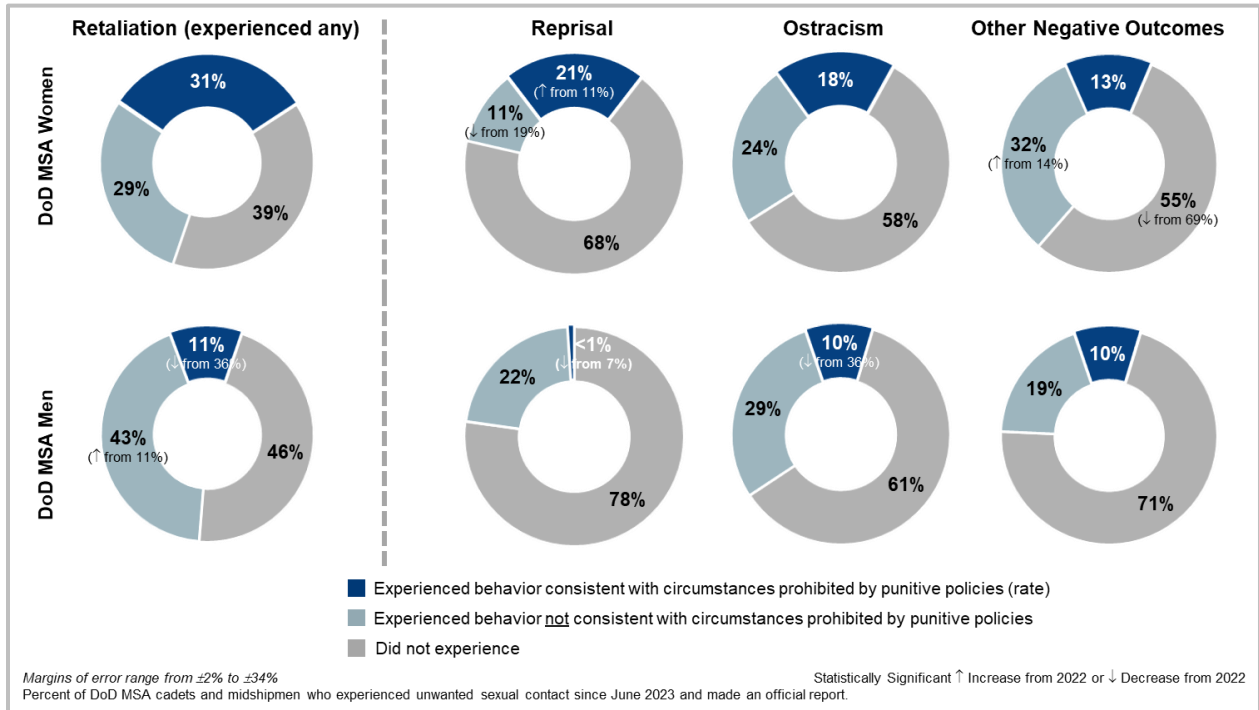 Retaliation (experienced any)
Reprisal
Ostracism
Other Negative Outcomes
DoD MSA Women
31%
29%
39%
21%
(↑ from 11%)
11%
(↓ from 19%)
68%
18%
24%
58%
13%
32%
(↑ from 14%)
55%
(↓ from 69%)
DoD MSA Men
11%
(↓ from 36%)
43%
(↑ from 11%)
46%
<1%
(↓ from 7%)
22%
78%
10%
(↓ from 36%)
29%
61%
10%
19%
71%
Experienced behavior consistent with circumstances prohibited by punitive policies (rate)
Experienced behavior not consistent with circumstances prohibited by punitive policies
Did not experience
Margins of error range from ±2% to ±34%
Statistically Significant ↑ Increase from 2022 or ↓ Decrease from 2022
Percent of DoD MSA cadets and midshipmen who experienced unwanted sexual contact since June 2023 and made an official report.